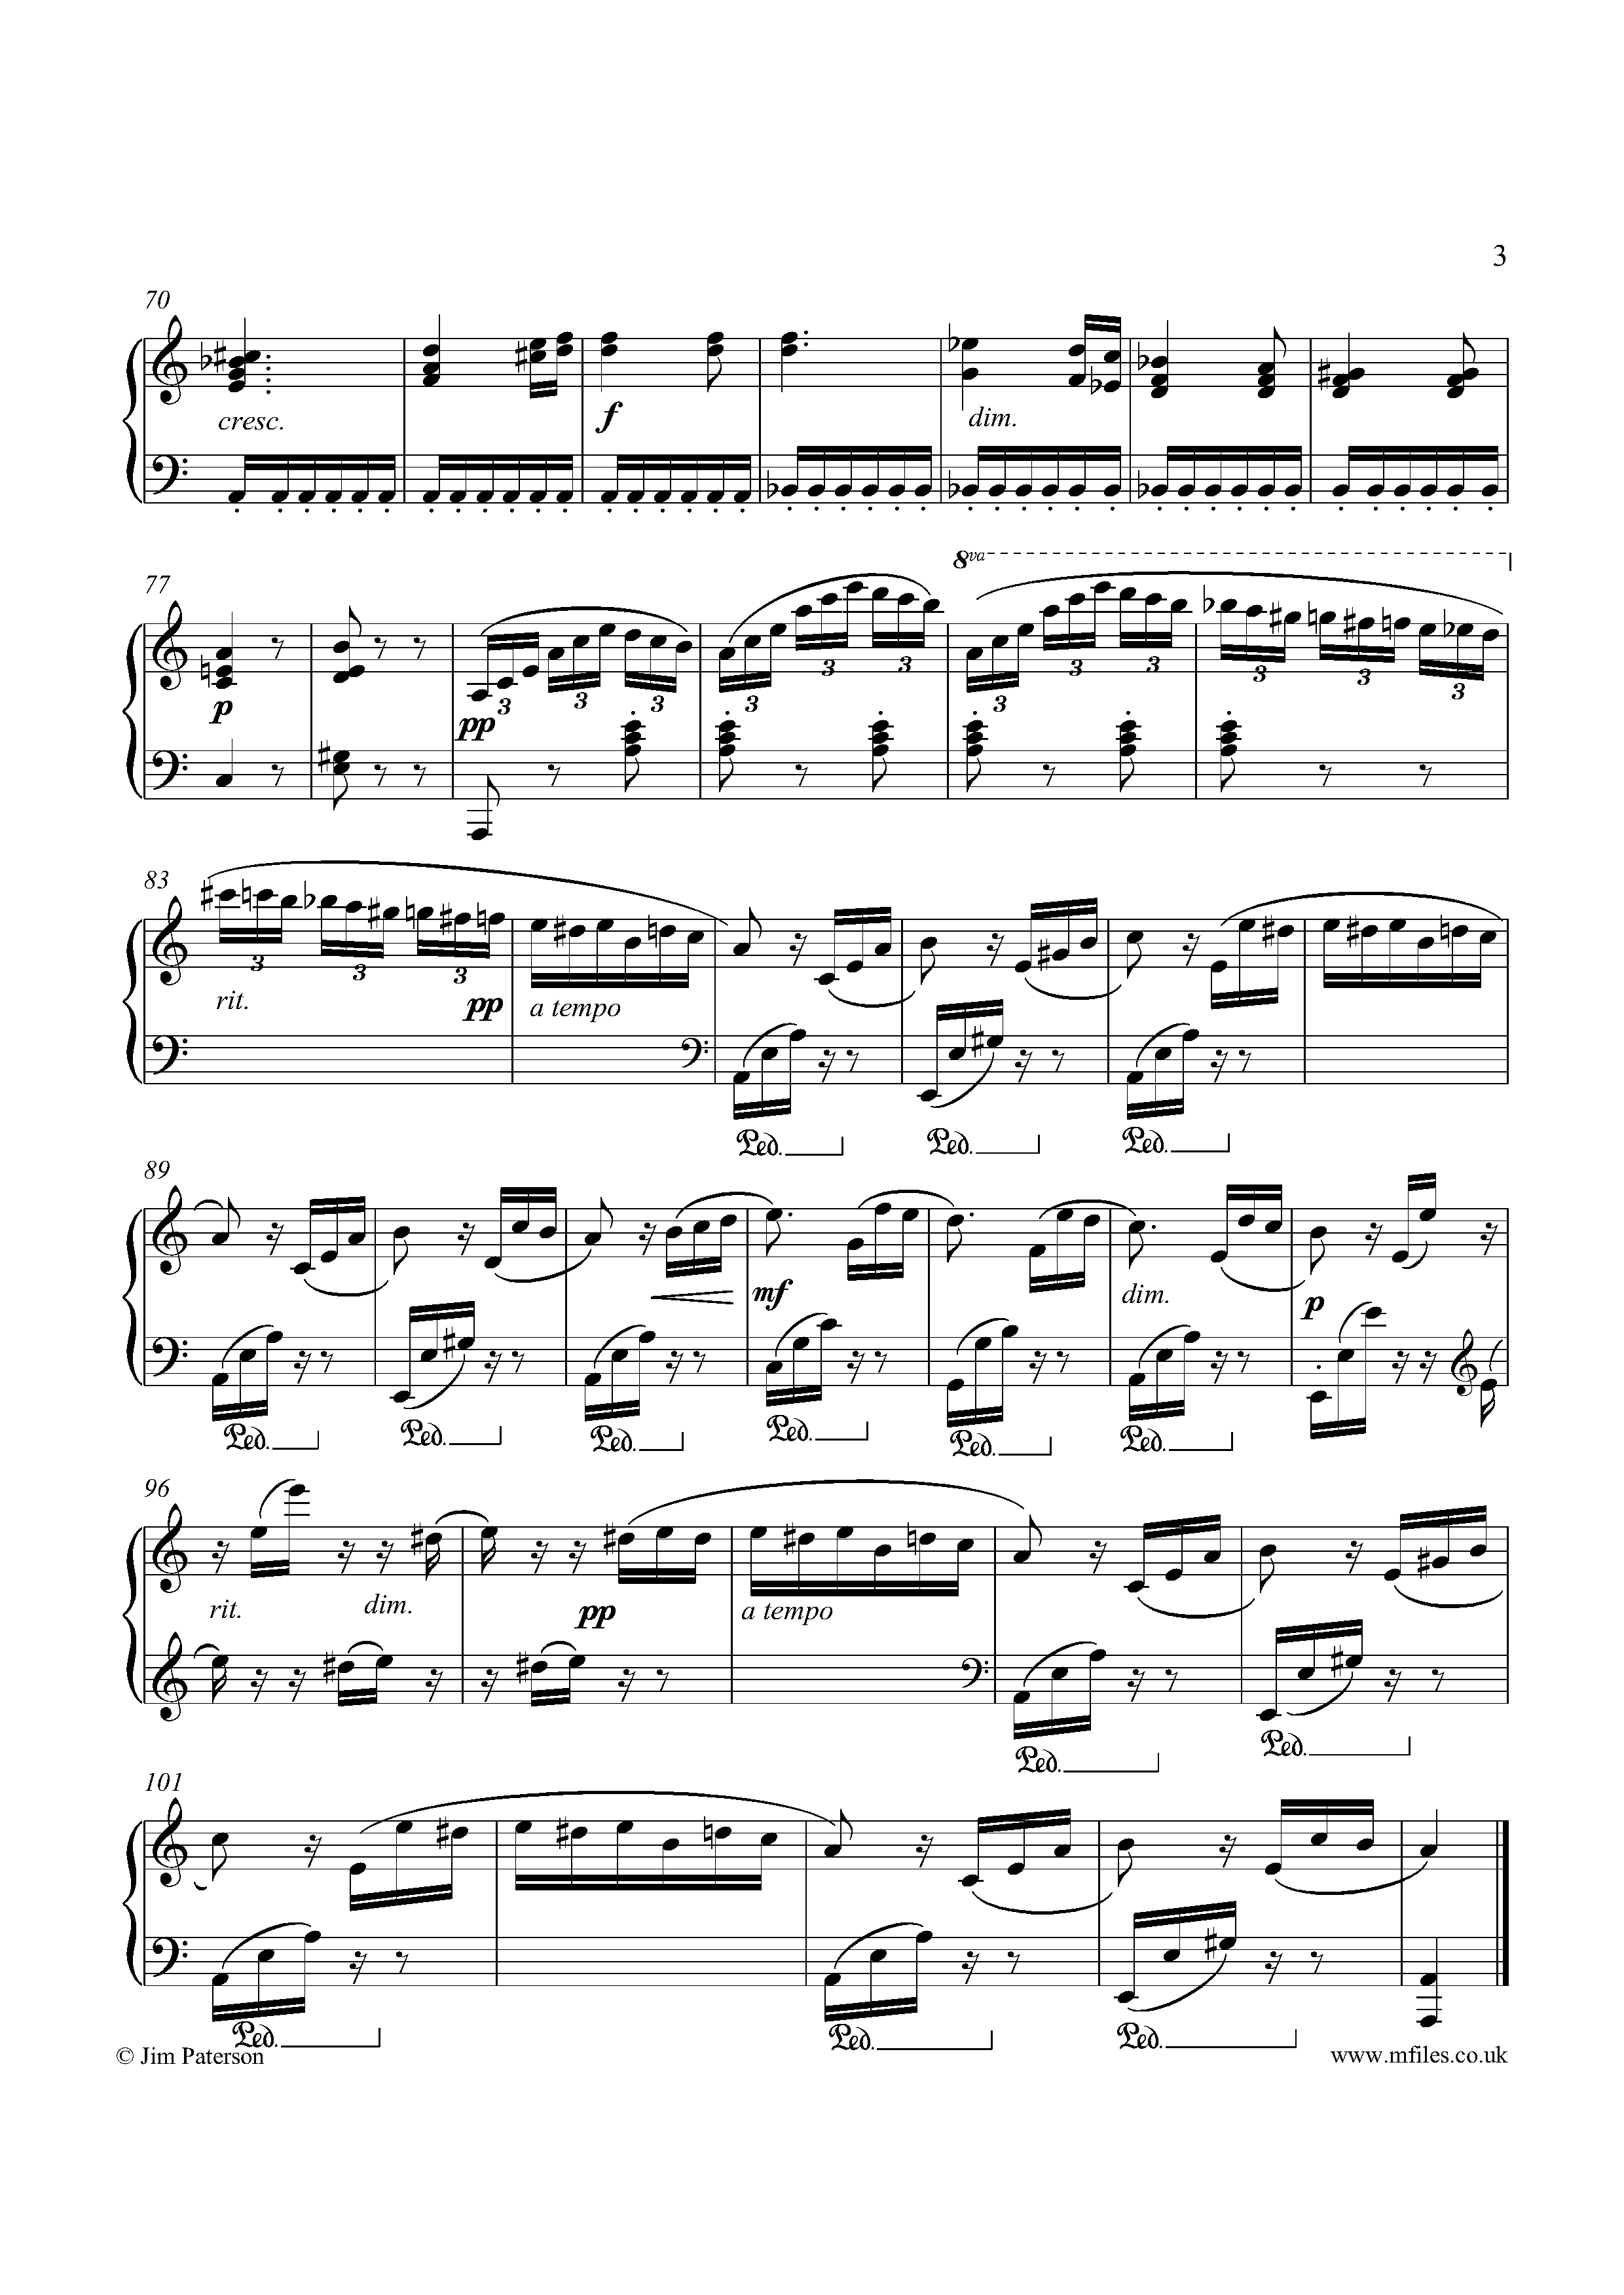 3
70
cresc.
f
dim.
8va
77
p
3 3 3 3 3 3 3 3 3 3 3 3
pp
83
3 3 3
rit.
pp
a tempo
Ped. Ped. Ped.
89
mf
dim.
p
Ped. Ped. Ped. Ped. Ped. Ped.
96
rit.
dim.
pp
a tempo
Ped. Ped.
101
Ped. Ped. Ped.
© Jim Paterson
www.mfiles.co.uk